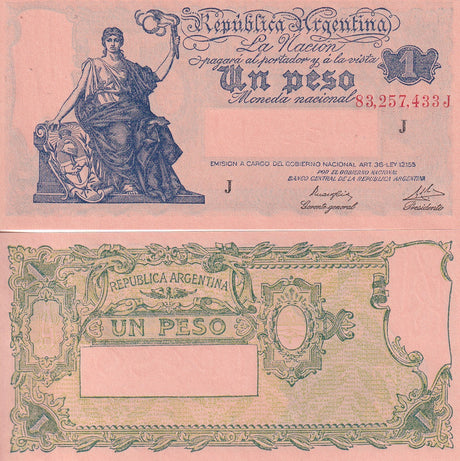 República Argentina
La Nación
pagará al portador y á la vista
Un peso
1
Moneda nacional
83,257,433 J
J
EMISION A CARGO DEL GOBIERNO NACIONAL ART. 36-LEY 12155
POR EL GOBIERNO NACIONAL
BANCO CENTRAL DE LA REPUBLICA ARGENTINA
J
Gerente general
Presidente
1
1
REPUBLICA ARGENTINA
UN PESO
1
1